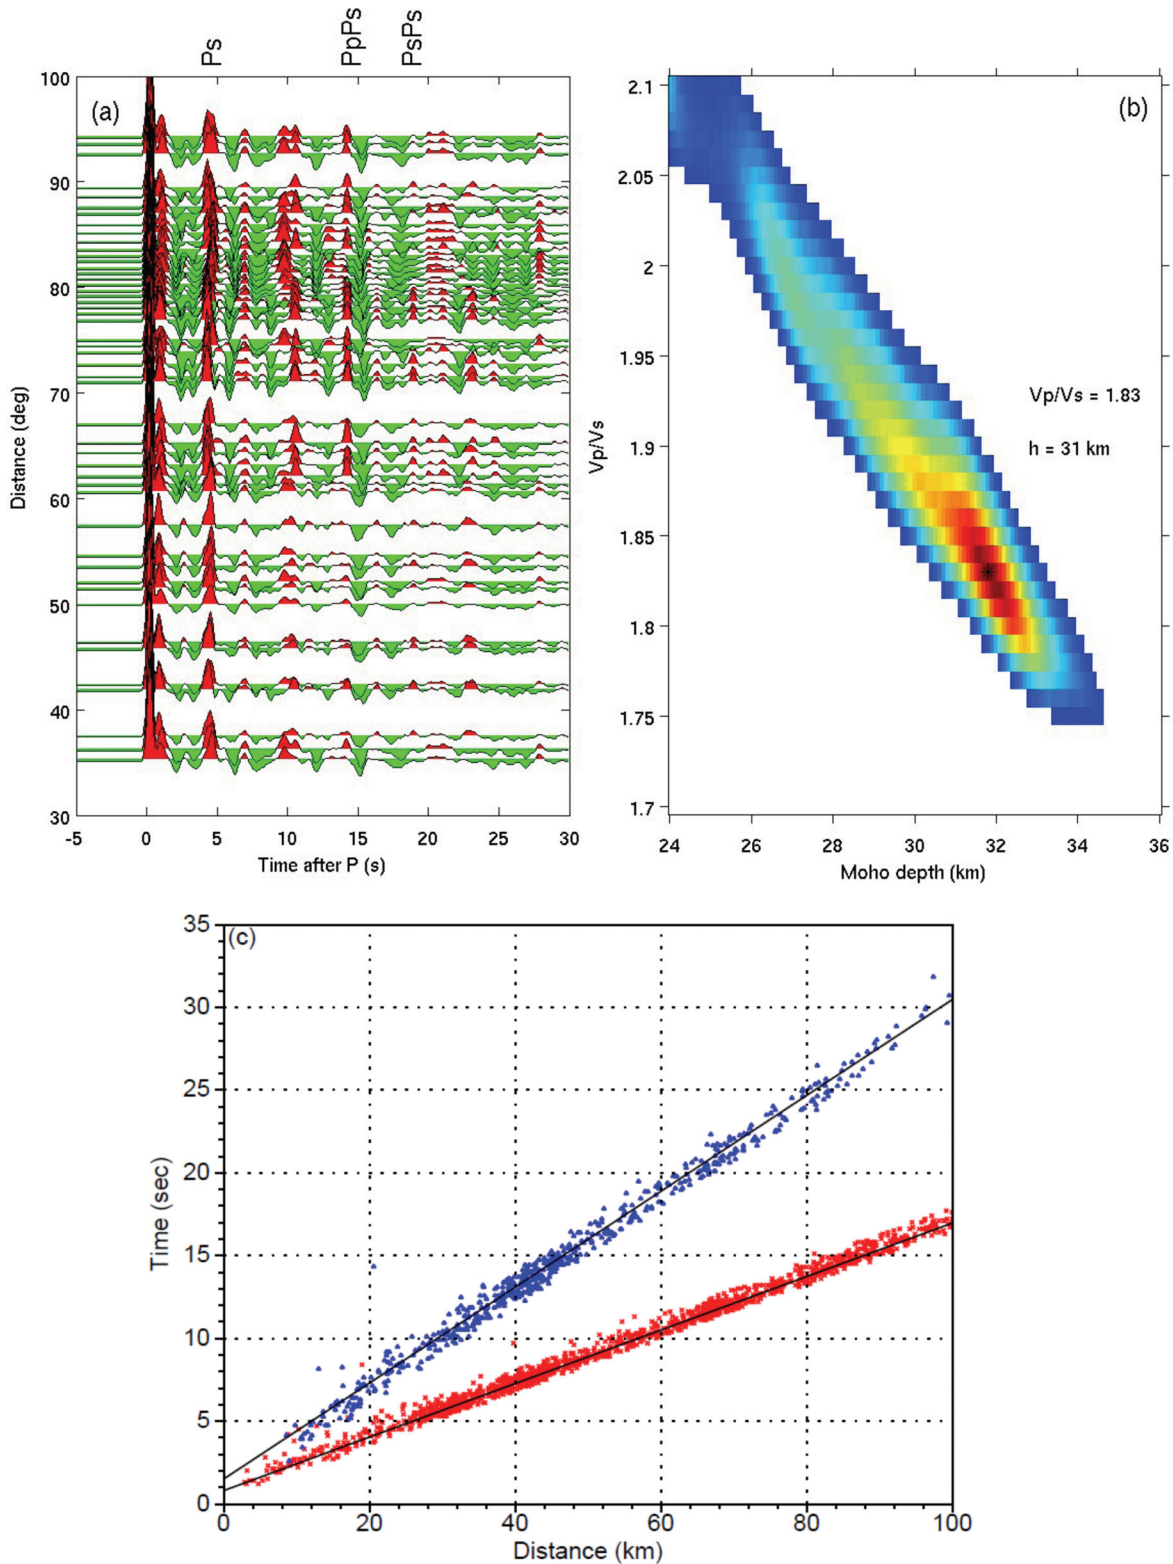 Ps PpPs PsPs
(a)
100
90
80
70
60
50
40
30
Distance (deg)
-5 0 5 10 15 20 25 30
Time after P (s)
(b)
2.1
2.05
2
1.95
1.9
1.85
1.8
1.75
1.7
Vp/Vs
Vp/Vs = 1.83
h = 31 km
24 26 28 30 32 34 36
Moho depth (km)
(c)
35
30
25
20
15
10
5
0
Time (sec)
0 20 40 60 80 100
Distance (km)